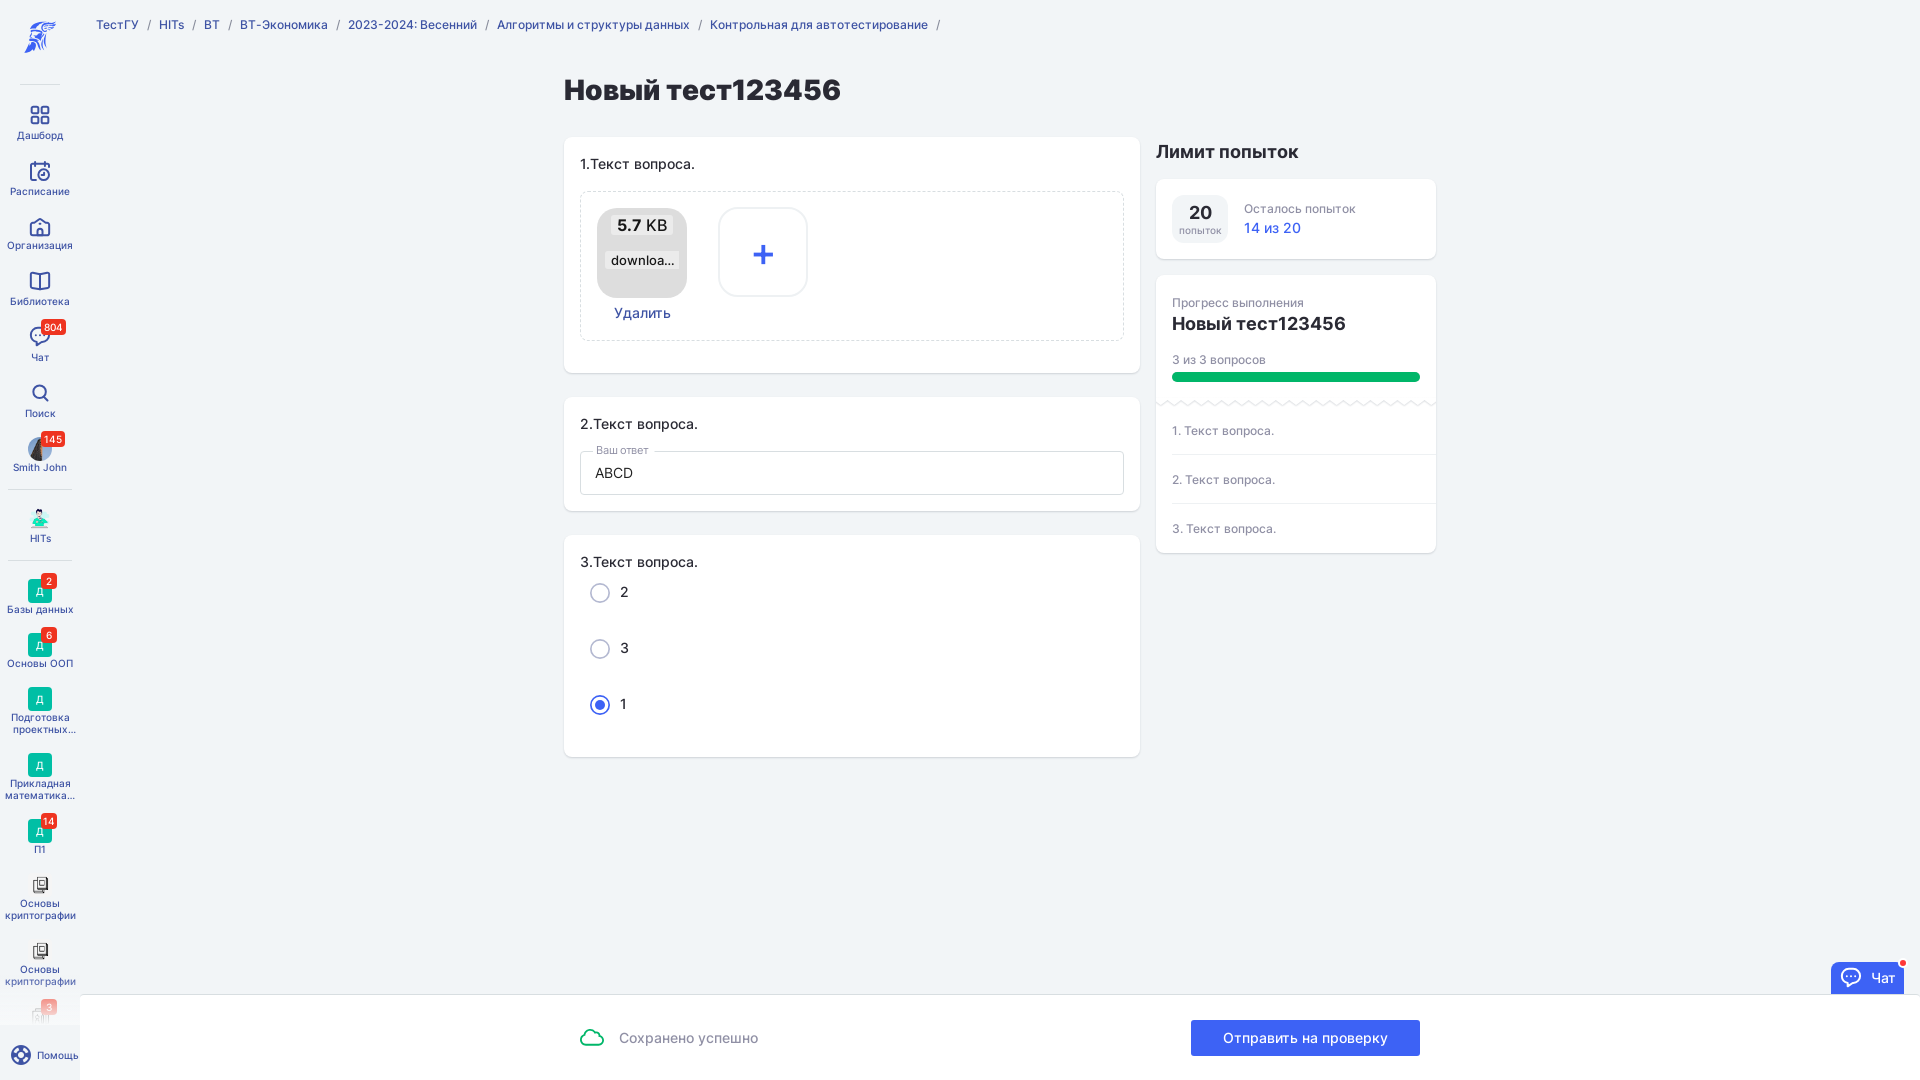 ТестГУ / HITs / ВТ / ВТ-Экономика / 2023-2024: Весенний / Алгоритмы и структуры данных / Контрольная для автотестирование /
Дашборд
Расписание
Организация
Библиотека
804
Чат
Поиск
145
Smith John
HITs
2
Д
Базы данных
6
Д
Основы ООП
Д
Подготовка
проектных...
Д
Прикладная
математика...
14
Д
П1
Основы
криптографии
Основы
криптографии
3
Помощь
Новый тест123456
1.Текст вопроса.
5.7 KB
downloa...
+
Удалить
2.Текст вопроса.
Ваш ответ
ABCD
3.Текст вопроса.
2
3
1
Лимит попыток
20
попыток
Осталось попыток
14 из 20
Прогресс выполнения
Новый тест123456
3 из 3 вопросов
1. Текст вопроса.
2. Текст вопроса.
3. Текст вопроса.
Чат
Сохранено успешно
Отправить на проверку